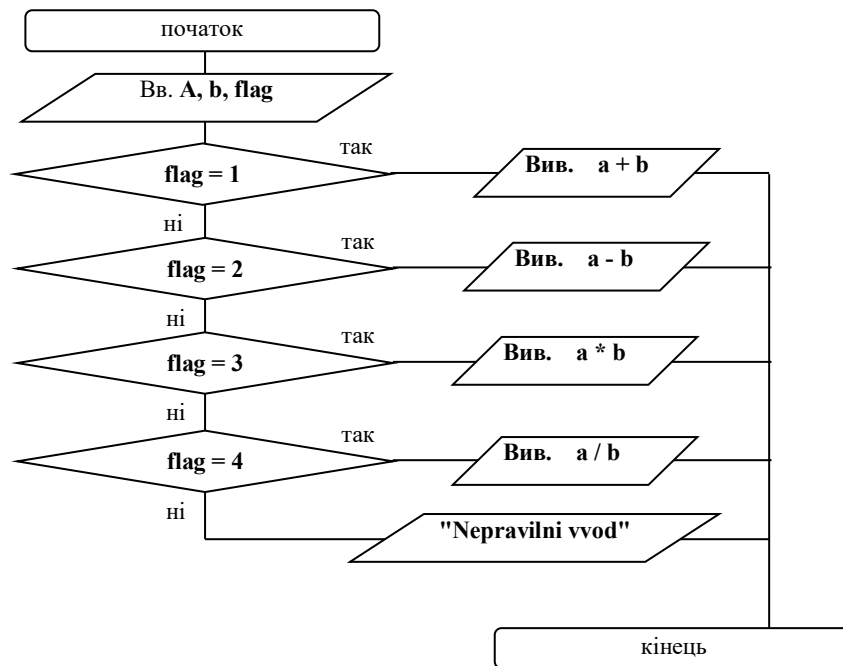 початок
Вв. A, b, flag
так
flag = 1
Вив. a + b
ні
так
flag = 2
Вив. a - b
ні
так
flag = 3
Вив. a * b
ні
так
flag = 4
Вив. a / b
ні
"Nepravilni vvod"
кінець